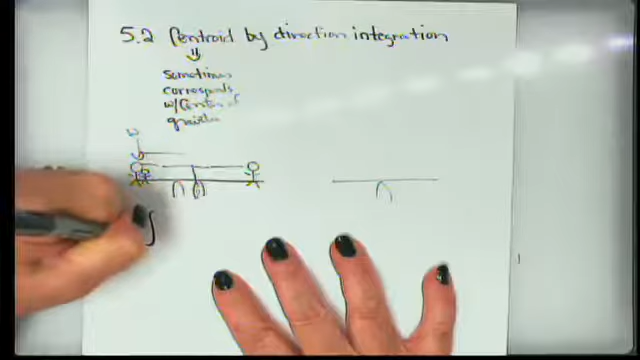 5.2 Centroid by direction integration
Sometimes
corresponds
w/Center of
gravity
w
∫